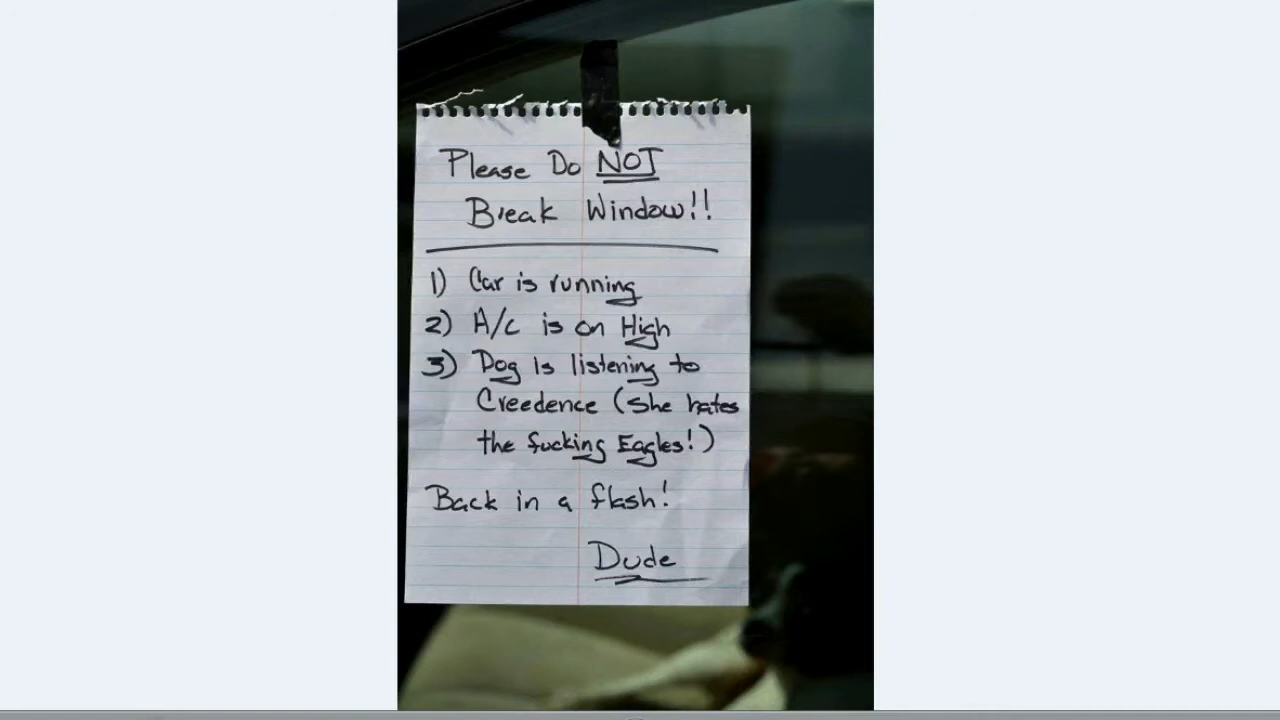 Please Do NOT
Break Window!!
1) Car is running
2) A/C is on High
3) Dog is listening to
Creedence (she hates
the fucking Eagles!)
Back in a flash!
Dude